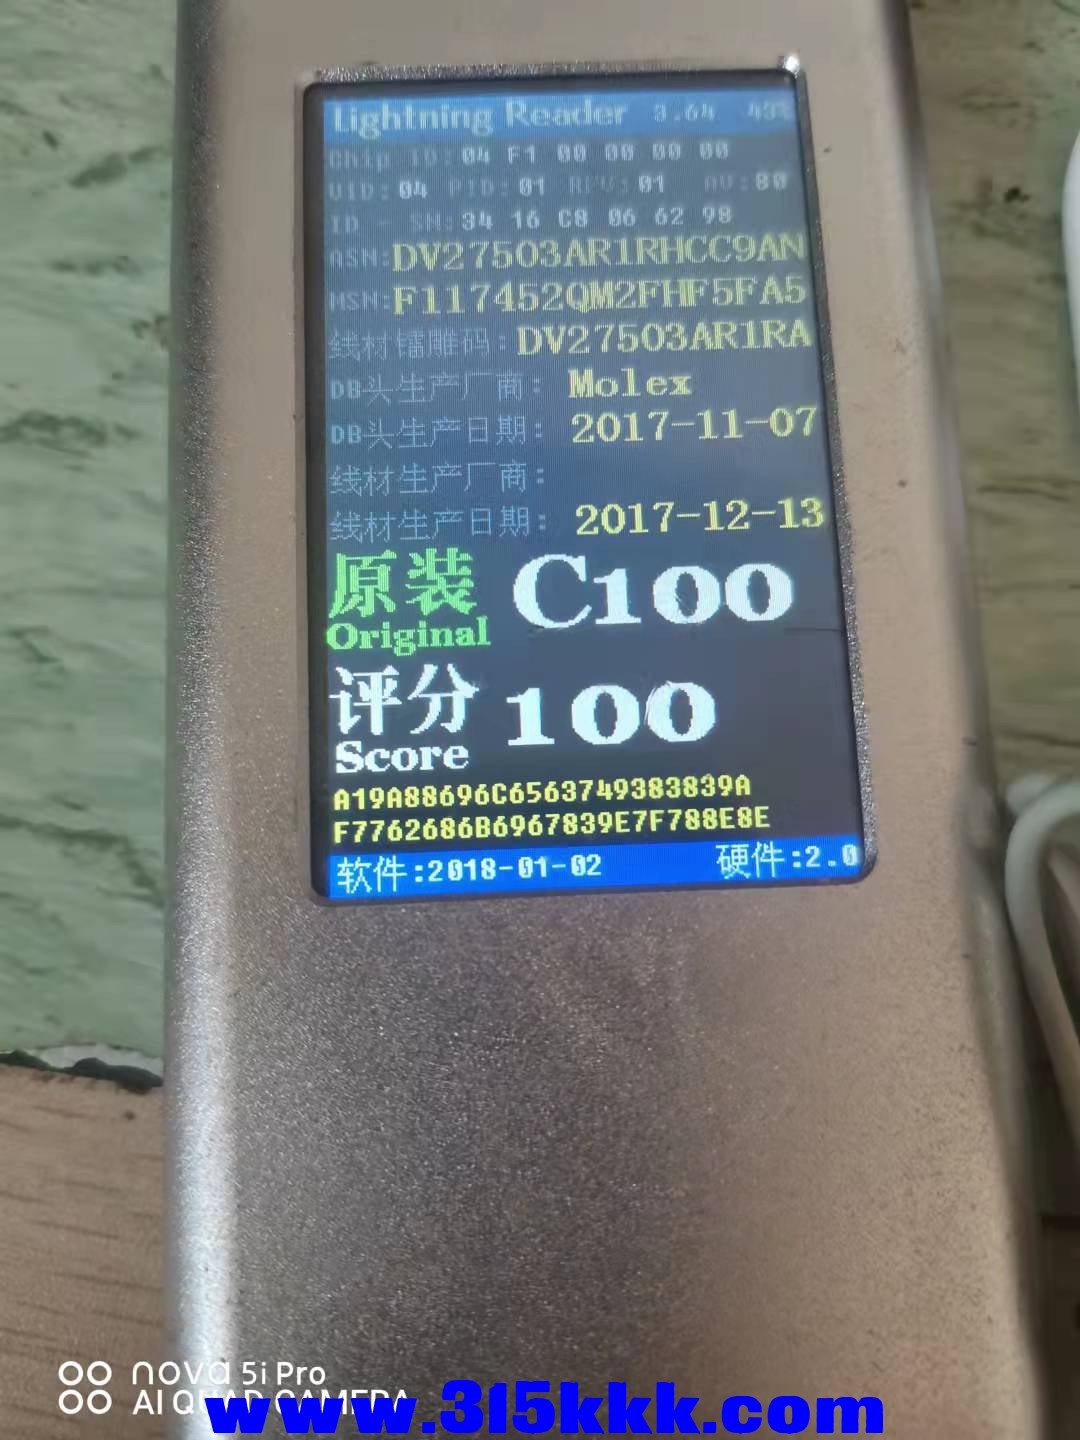 Lightning Reader 3.64 43%
Chip ID:04 F1 00 00 00 00
VID:04 PID:01 REV:01 AV:80
ID - SN:34 16 C8 06 62 98
ASN:DV27503AR1RHCC9AN
MSN:F117452QM2FHF5FA5
线材镭雕码:DV27503AR1RA
DB头生产厂商: Molex
DB头生产日期: 2017-11-07
线材生产厂商:
线材生产日期: 2017-12-13
原装 C100
Original
评分 100
Score
A19A88696C6563749383839A
F7762686B6967839E7F788E8E
软件:2018-01-02 硬件:2.0
nova 5i Pro
AI QUAD CAMERA
www.315kkk.com